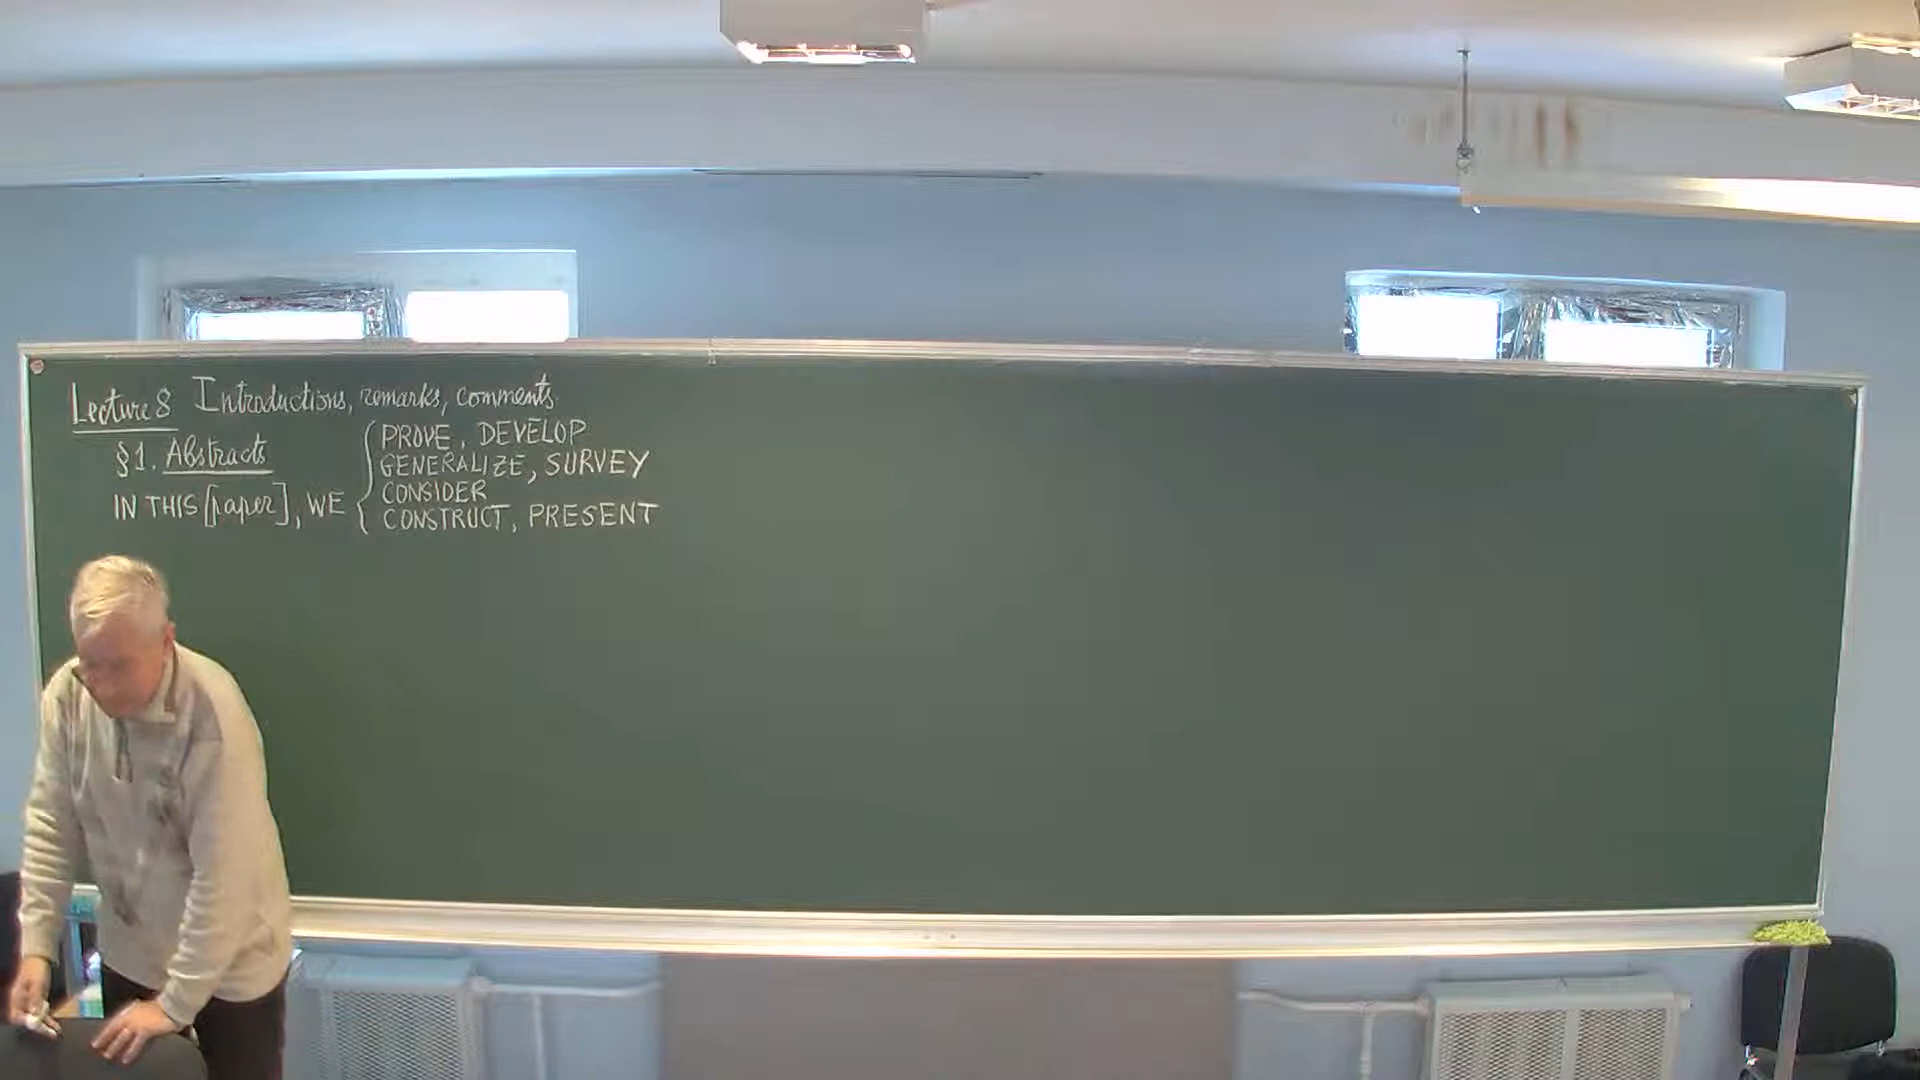 Lecture 8 Introductions, remarks, comments.
§1. Abstracts
PROVE, DEVELOP
GENERALIZE, SURVEY
CONSIDER
IN THIS [paper], WE { CONSTRUCT, PRESENT